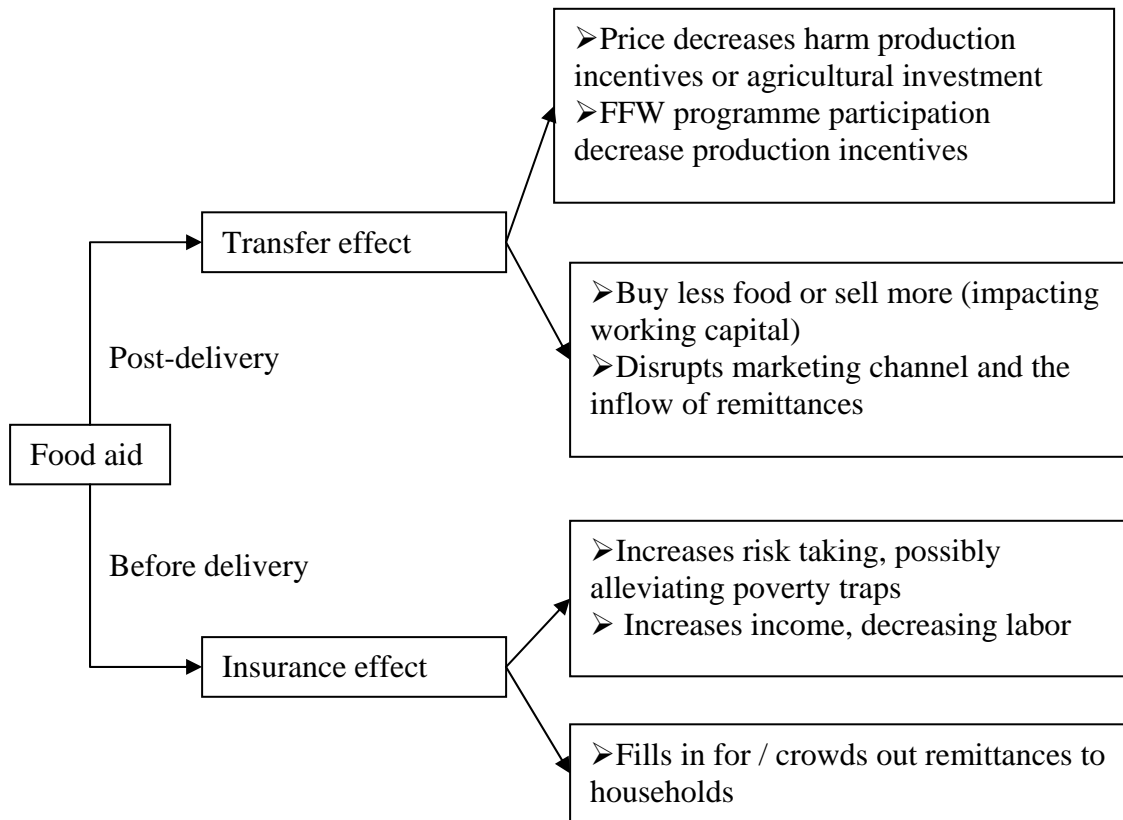 ➢Price decreases harm production
incentives or agricultural investment
➢FFW programme participation
decrease production incentives
Transfer effect
➢Buy less food or sell more (impacting
working capital)
➢Disrupts marketing channel and the
inflow of remittances
Post-delivery
Food aid
Before delivery
➢Increases risk taking, possibly
alleviating poverty traps
➢ Increases income, decreasing labor
Insurance effect
➢Fills in for / crowds out remittances to
households